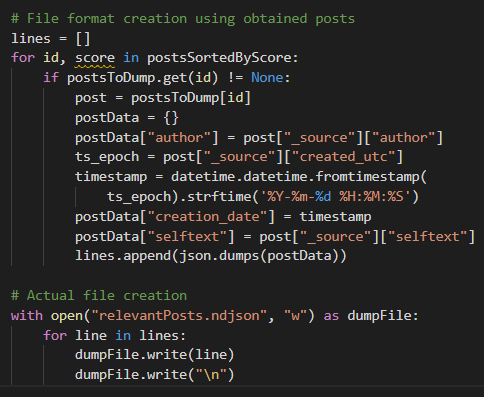 # File format creation using obtained posts
lines = []
for id, score in postsSortedByScore:
    if postsToDump.get(id) != None:
        post = postsToDump[id]
        postData = {}
        postData["author"] = post["_source"]["author"]
        ts_epoch = post["_source"]["created_utc"]
        timestamp = datetime.datetime.fromtimestamp(
            ts_epoch).strftime('%Y-%m-%d %H:%M:%S')
        postData["creation_date"] = timestamp
        postData["selftext"] = post["_source"]["selftext"]
        lines.append(json.dumps(postData))

# Actual file creation
with open("relevantPosts.ndjson", "w") as dumpFile:
    for line in lines:
        dumpFile.write(line)
        dumpFile.write("\n")